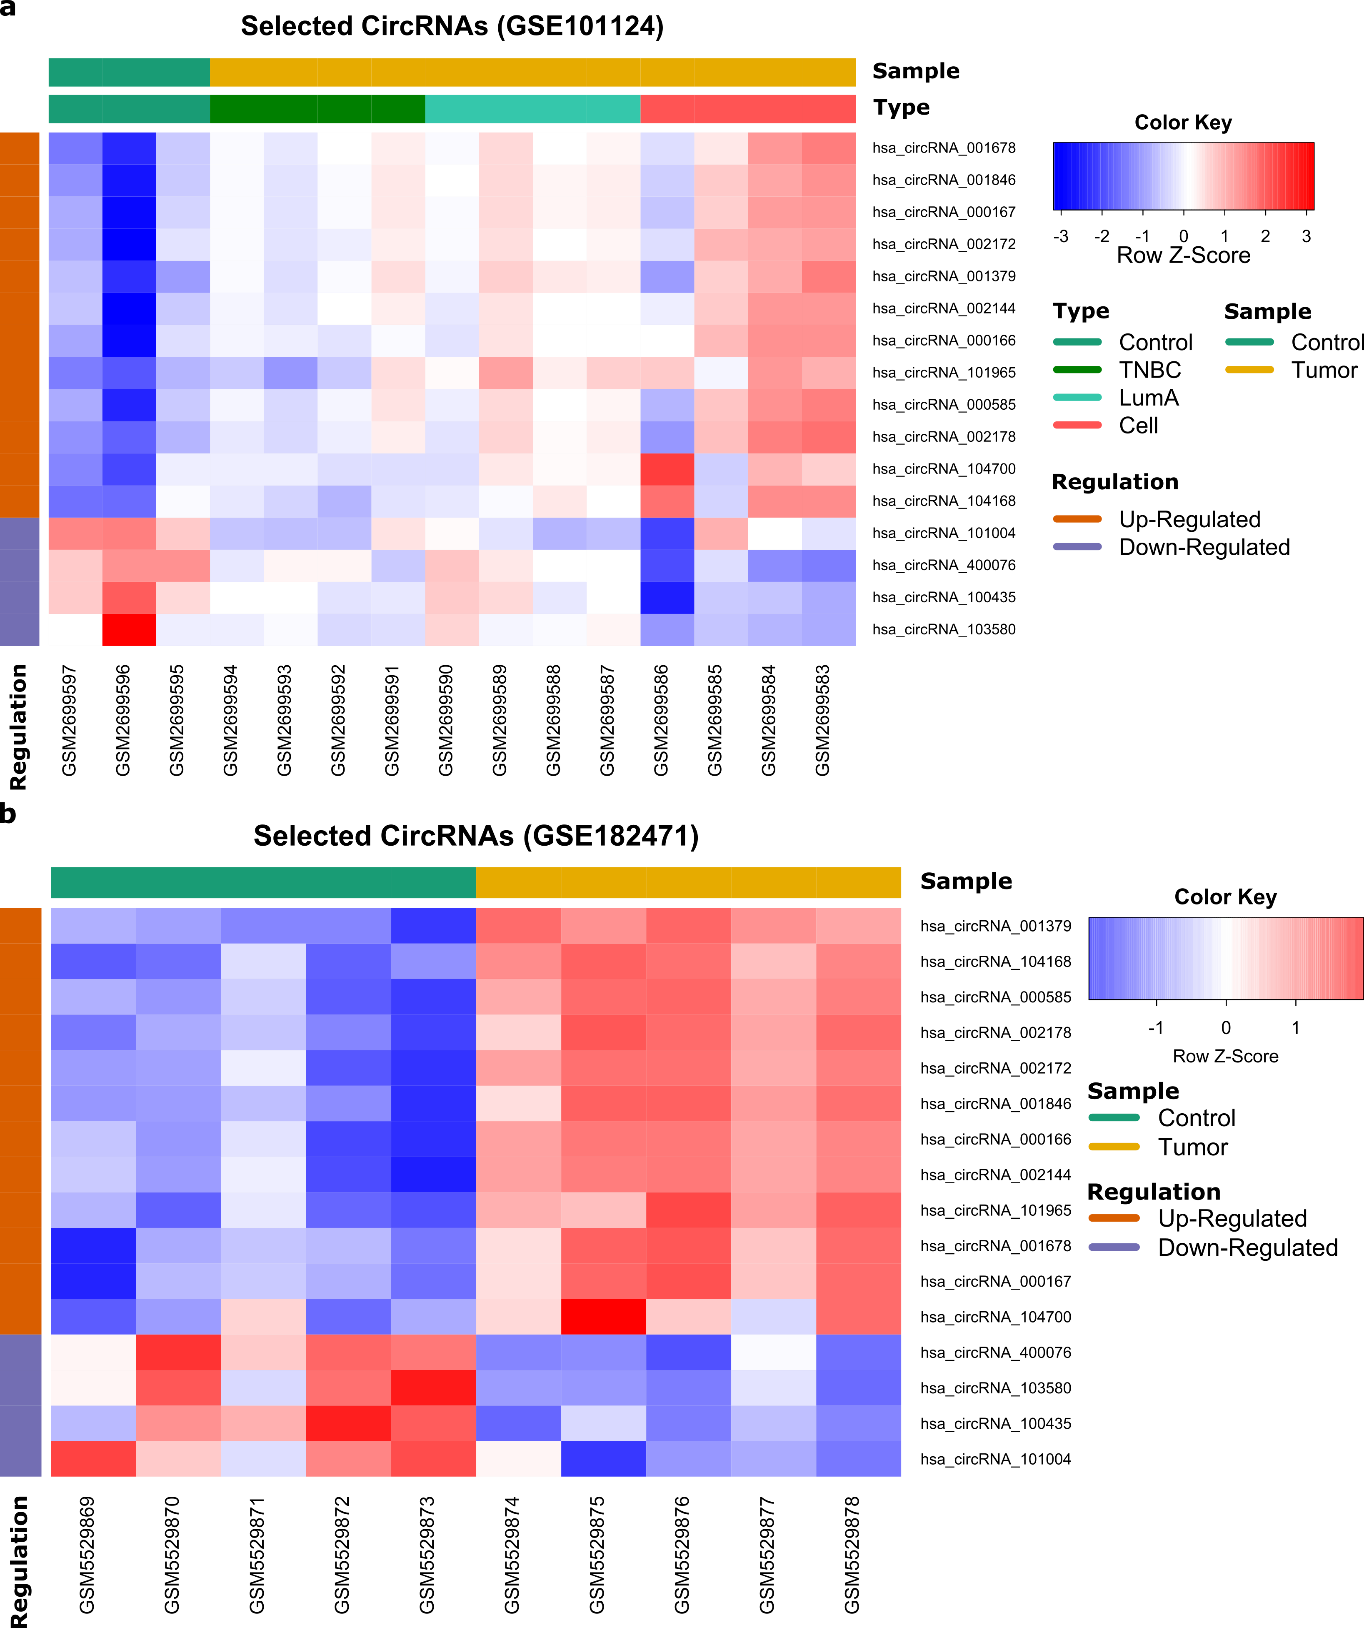 a
Selected CircRNAs (GSE101124)
Sample
Type
hsa_circRNA_001678
hsa_circRNA_001846
hsa_circRNA_000167
hsa_circRNA_002172
hsa_circRNA_001379
hsa_circRNA_002144
hsa_circRNA_000166
hsa_circRNA_101965
hsa_circRNA_000585
hsa_circRNA_002178
hsa_circRNA_104700
hsa_circRNA_104168
hsa_circRNA_101004
hsa_circRNA_400076
hsa_circRNA_100435
hsa_circRNA_103580
Color Key
-3 -2 -1 0 1 2 3
Row Z-Score
Type
Control
TNBC
LumA
Cell
Sample
Control
Tumor
Regulation
Up-Regulated
Down-Regulated
Regulation
GSM2699597
GSM2699596
GSM2699595
GSM2699594
GSM2699593
GSM2699592
GSM2699591
GSM2699590
GSM2699589
GSM2699588
GSM2699587
GSM2699586
GSM2699585
GSM2699584
GSM2699583
b
Selected CircRNAs (GSE182471)
Sample
hsa_circRNA_001379
hsa_circRNA_104168
hsa_circRNA_000585
hsa_circRNA_002178
hsa_circRNA_002172
hsa_circRNA_001846
hsa_circRNA_000166
hsa_circRNA_002144
hsa_circRNA_101965
hsa_circRNA_001678
hsa_circRNA_000167
hsa_circRNA_104700
hsa_circRNA_400076
hsa_circRNA_103580
hsa_circRNA_100435
hsa_circRNA_101004
Color Key
-1 0 1
Row Z-Score
Sample
Control
Tumor
Regulation
Up-Regulated
Down-Regulated
Regulation
GSM5529869
GSM5529870
GSM5529871
GSM5529872
GSM5529873
GSM5529874
GSM5529875
GSM5529876
GSM5529877
GSM5529878